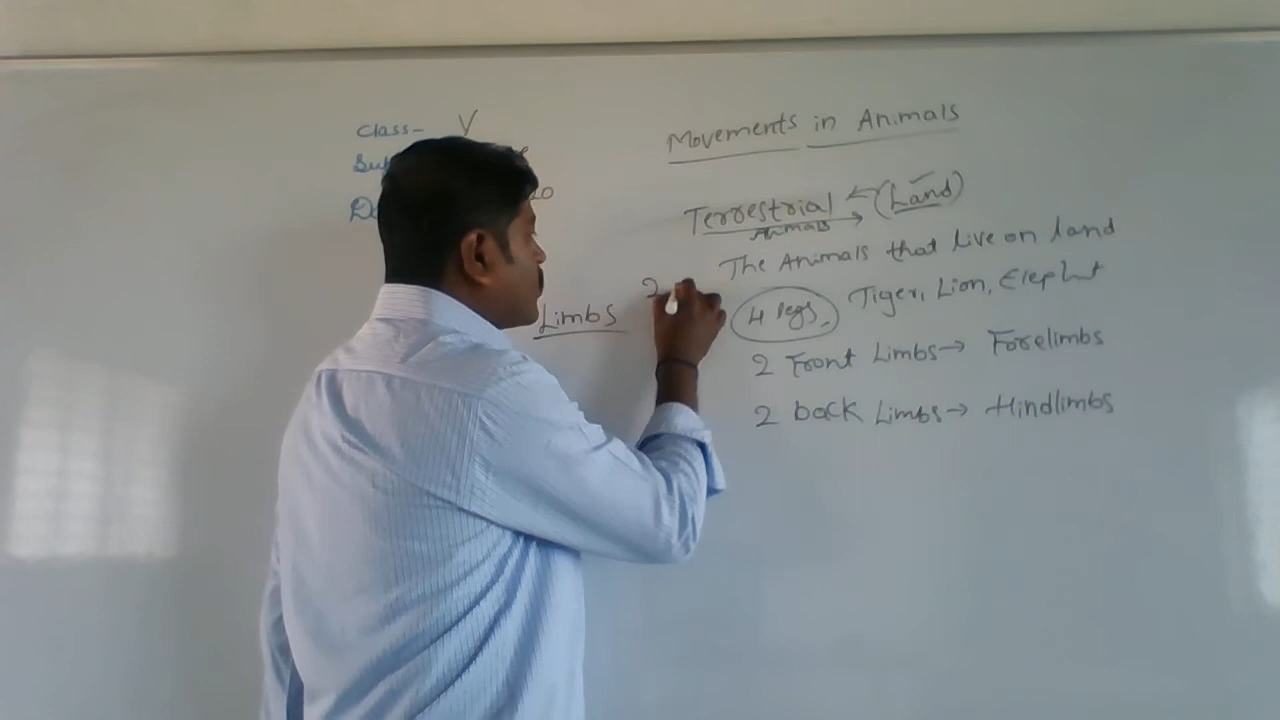 Class- V
Movements in Animals
Terrestrial (Land)
Animals
The Animals that live on land
Limbs 2 4 legs, Tiger, Lion, Elephant
2 Front Limbs → Forelimbs
2 back Limbs → Hindlimbs